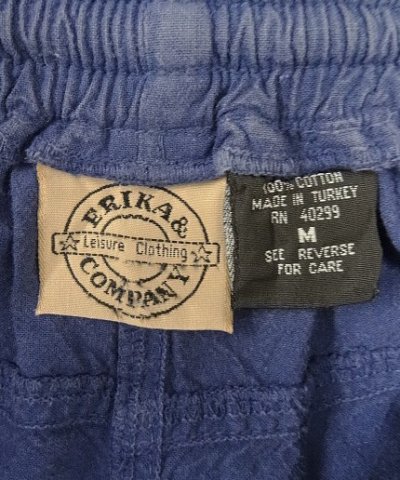 ERIKA &
Leisure Clothing
COMPANY
100% COTTON
MADE IN TURKEY
RN 40299
M
SEE REVERSE
FOR CARE